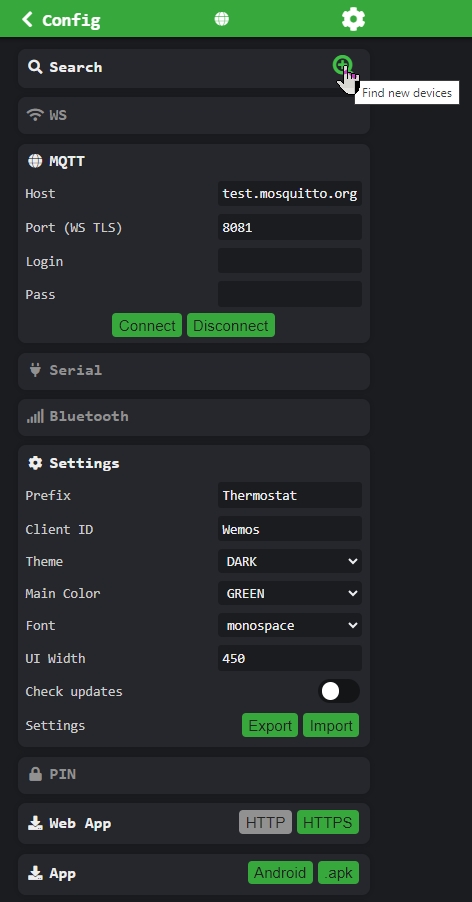 Config
Search
Find new devices
WS
MQTT
Host test.mosquitto.org
Port (WS TLS) 8081
Login
Pass
Connect Disconnect
Serial
Bluetooth
Settings
Prefix Thermostat
Client ID Wemos
Theme DARK
Main Color GREEN
Font monospace
UI Width 450
Check updates
Settings Export Import
PIN
Web App HTTP HTTPS
App Android .apk